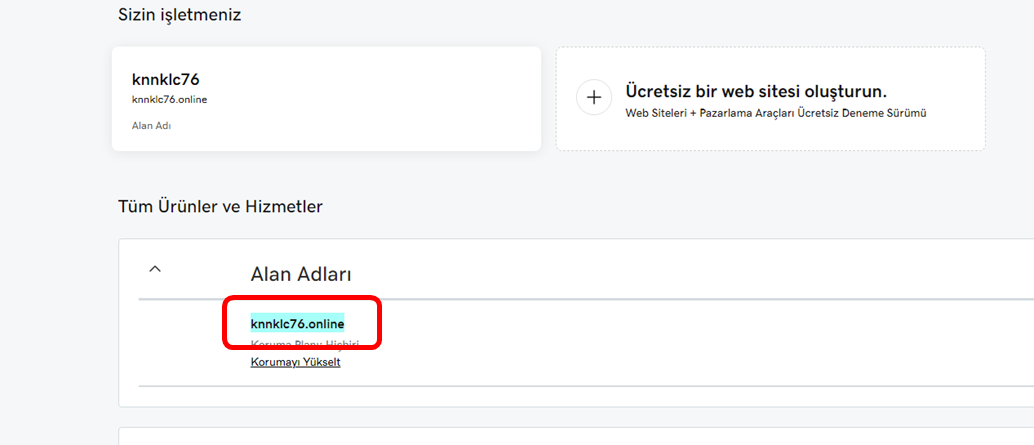 Sizin işletmeniz
knnklc76
knnklc76.online
Alan Adı
Ücretsiz bir web sitesi oluşturun.
Web Siteleri + Pazarlama Araçları Ücretsiz Deneme Sürümü
Tüm Ürünler ve Hizmetler
Alan Adları
knnklc76.online
Koruma Planı: Hiçbiri
Korumayı Yükselt